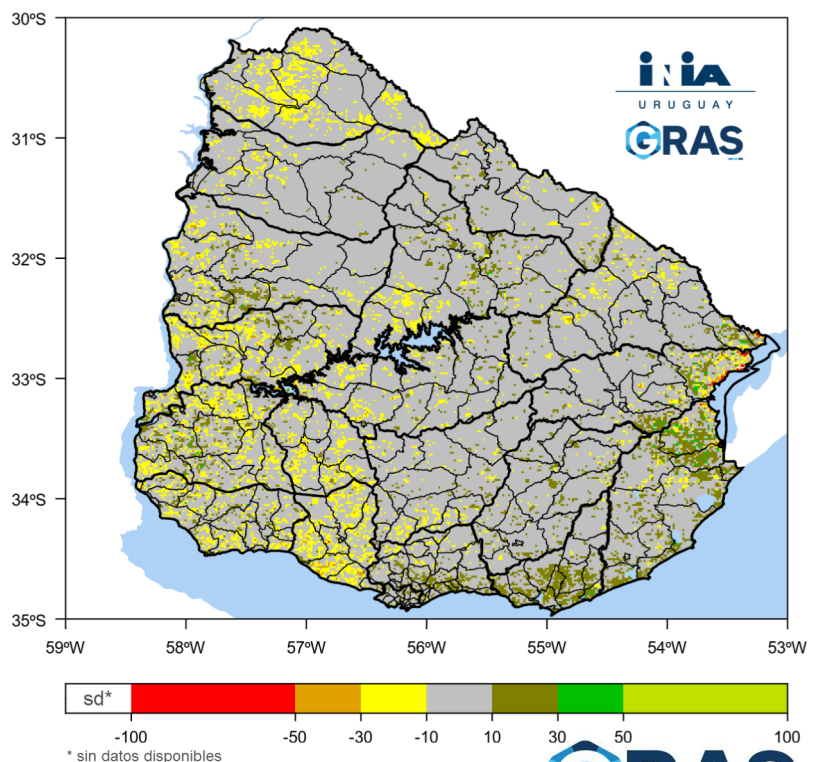 30ºS
31ºS
32ºS
33ºS
34ºS
35ºS
59ºW
58ºW
57ºW
56ºW
55ºW
54ºW
53ºW
iNiA
URUGUAY
GRAS
sd*
-100
-50
-30
-10
10
30
50
100
* sin datos disponibles
GRAS